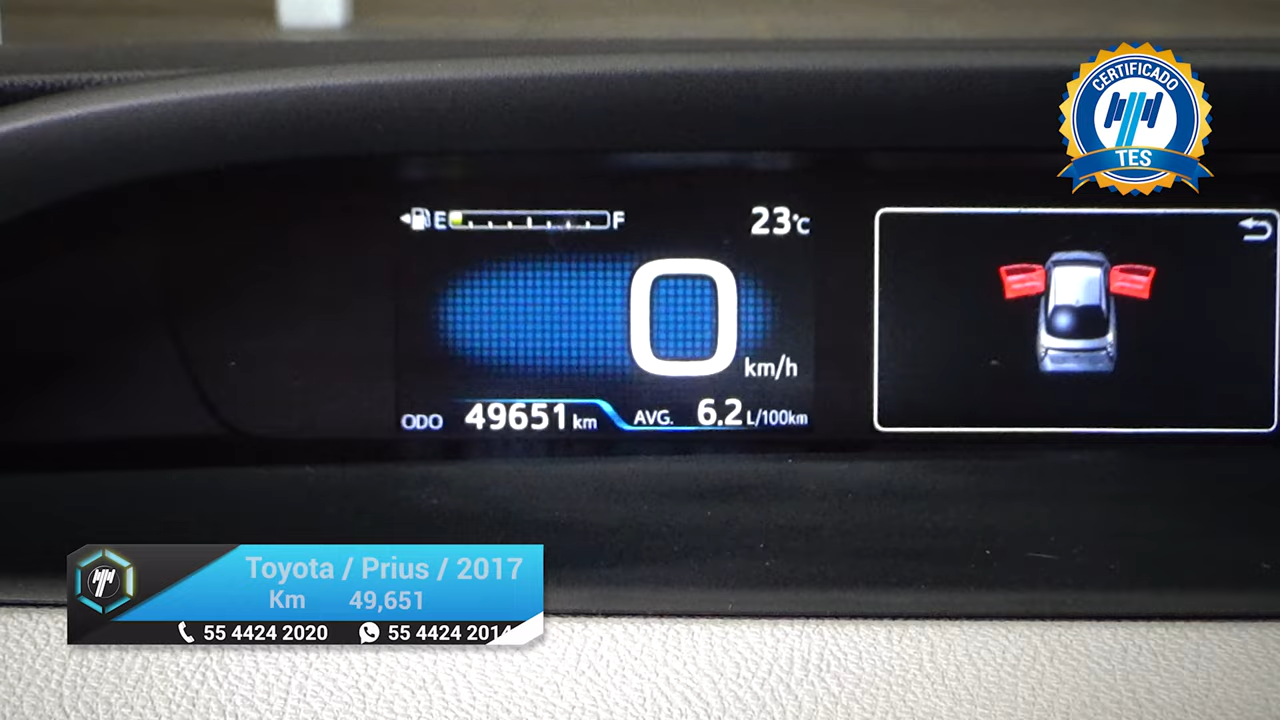 CERTIFICADO
TES
E F 23°C
0 km/h
ODO 49651 km AVG. 6.2 L/100km
Toyota / Prius / 2017
Km 49,651
55 4424 2020 55 4424 2014